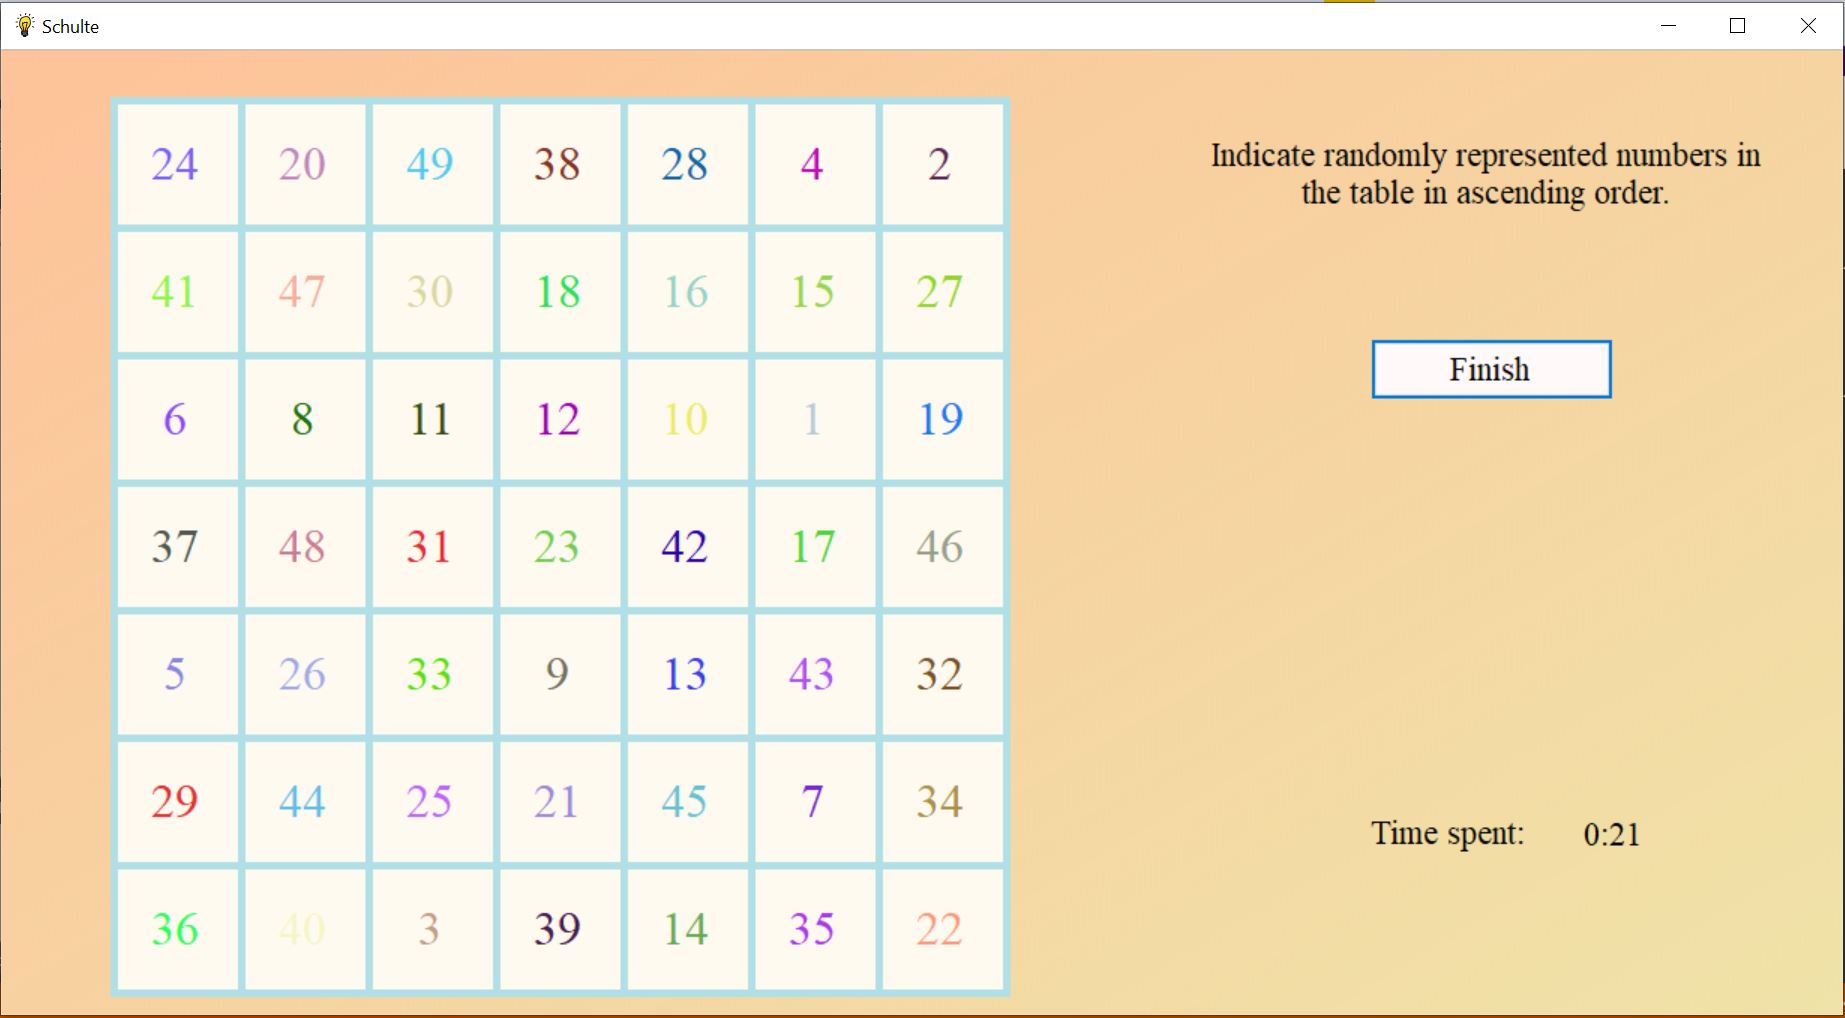 Schulte
24 20 49 38 28 4 2
41 47 30 18 16 15 27
6 8 11 12 10 1 19
37 48 31 23 42 17 46
5 26 33 9 13 43 32
29 44 25 21 45 7 34
36 40 3 39 14 35 22
Indicate randomly represented numbers in
the table in ascending order.
Finish
Time spent: 0:21